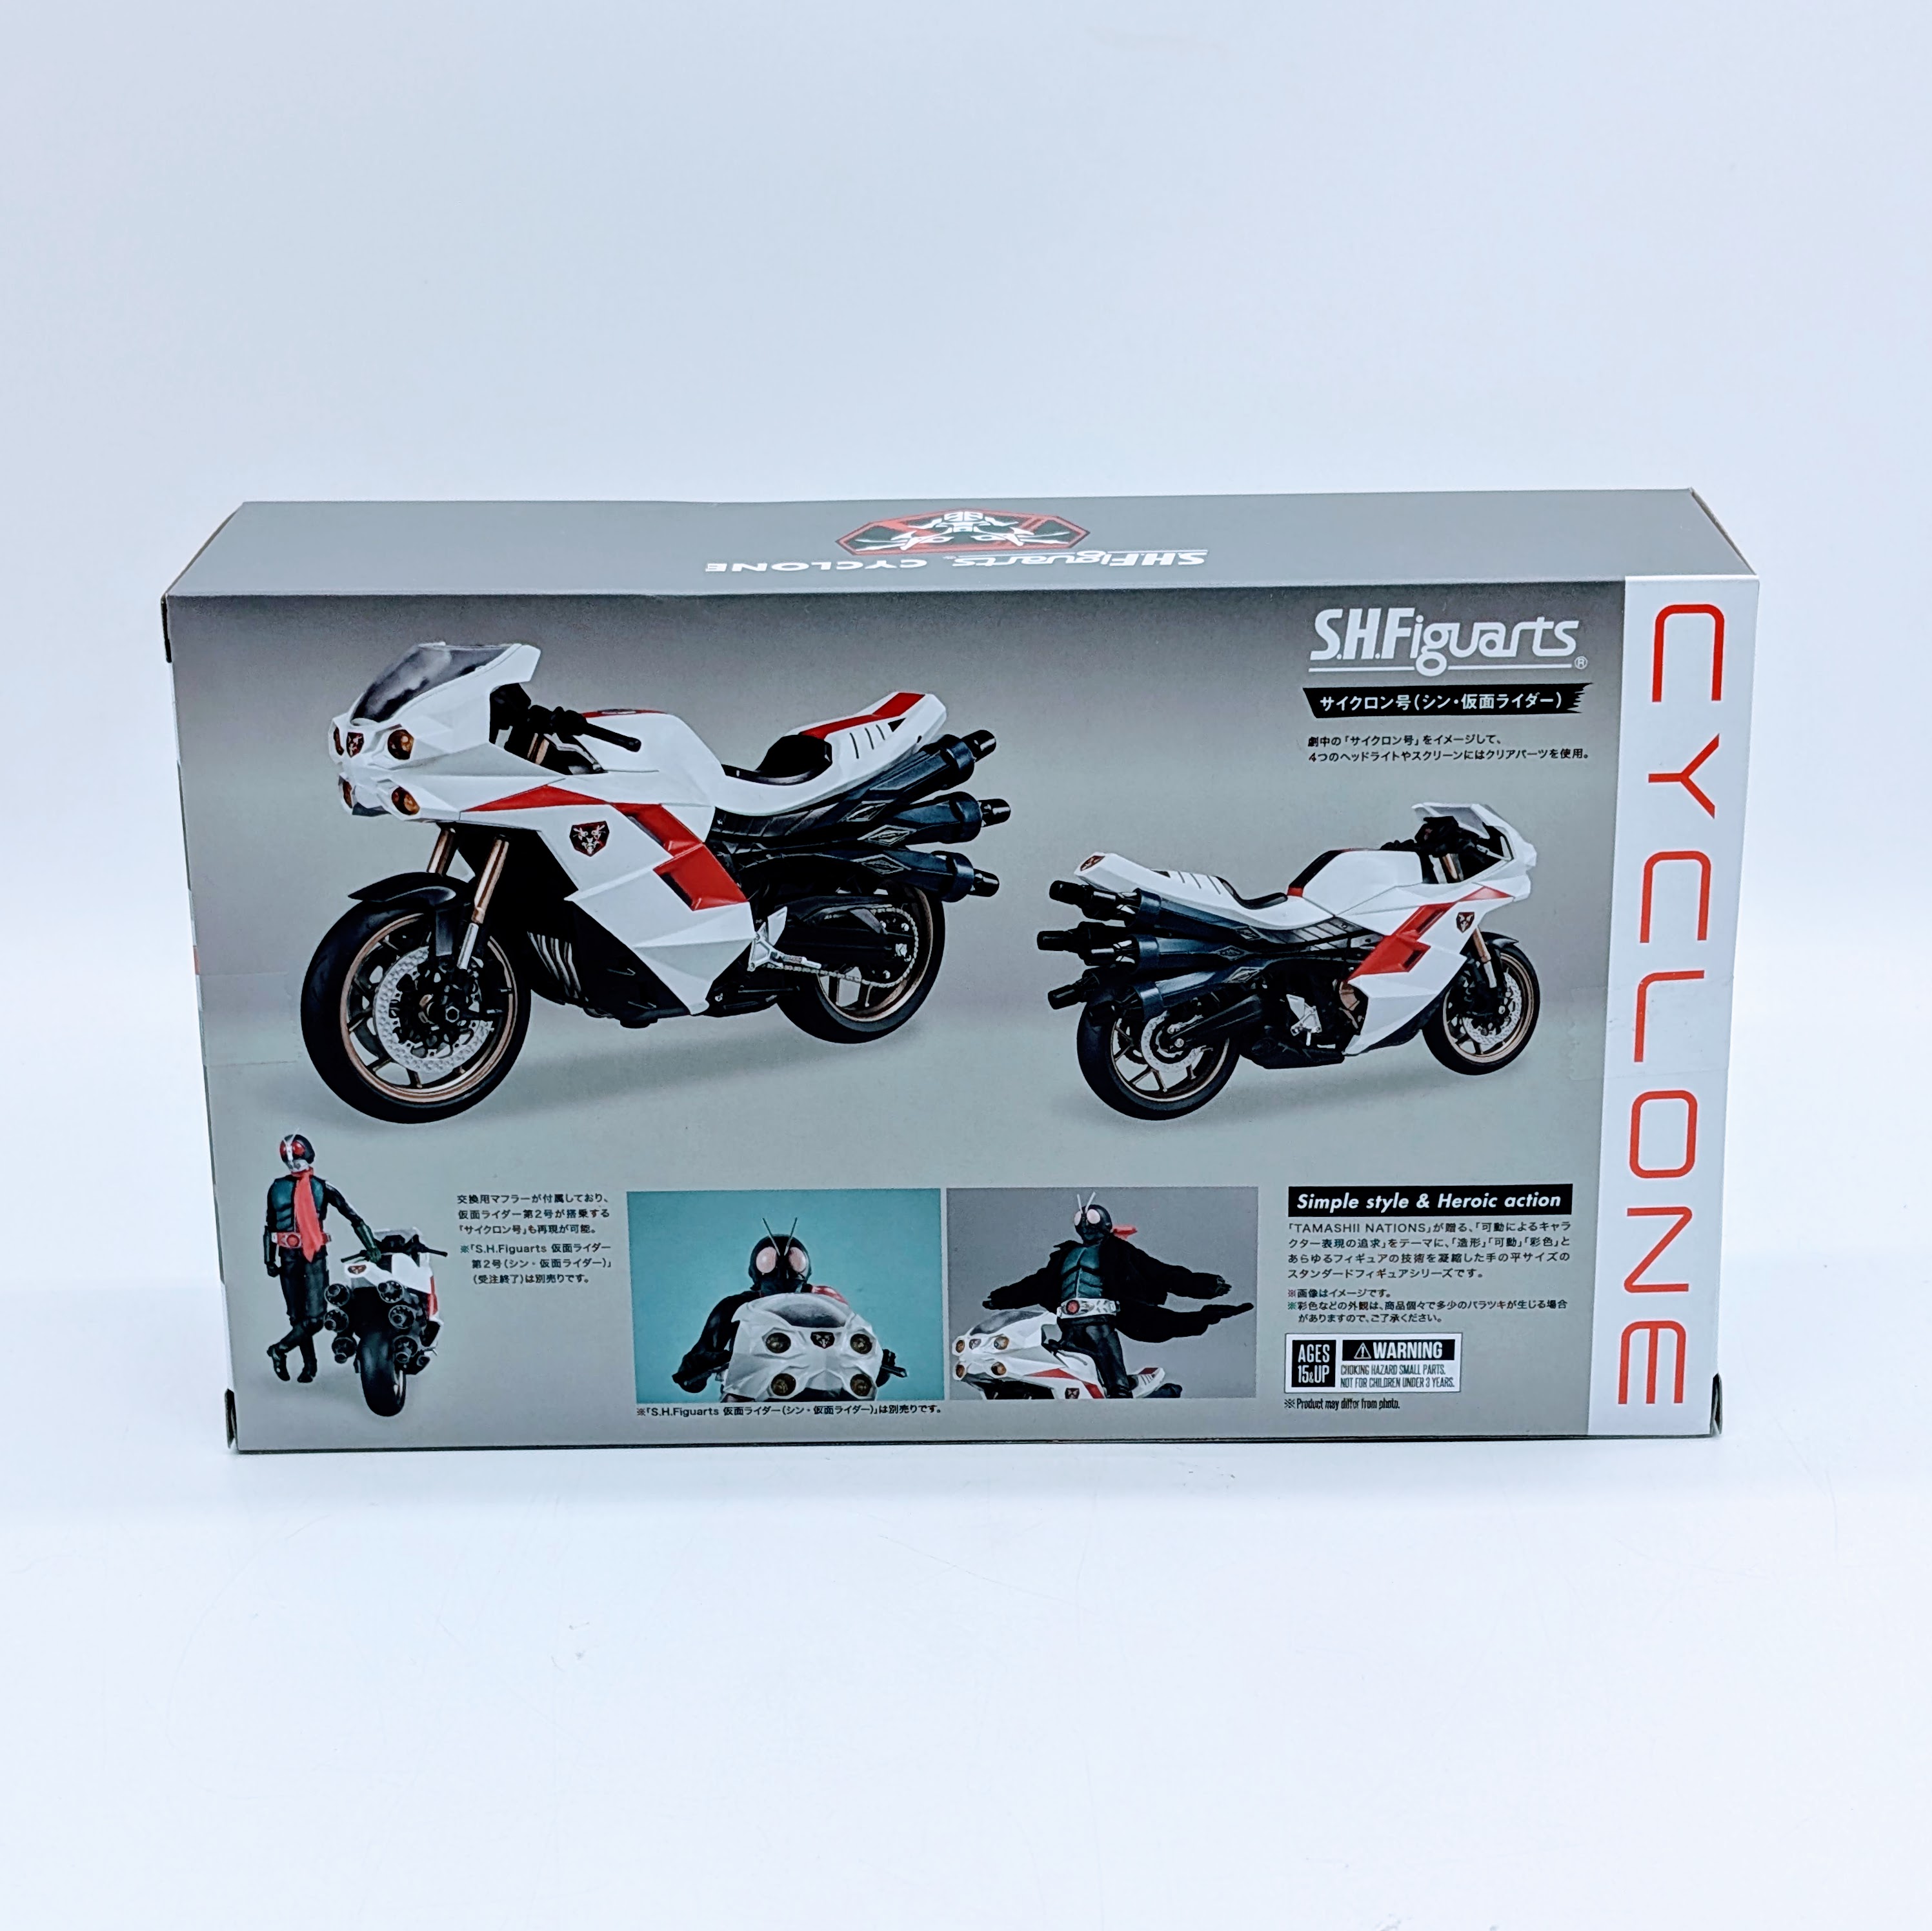 S.H.Figuarts CYCLONE
S.H.Figuarts®
サイクロン号(シン・仮面ライダー)
劇中の「サイクロン号」をイメージして、
4つのヘッドライトやスクリーンにはクリアパーツを使用。
CYCLONE
交換用マフラーが付属しており、
仮面ライダー第2号が搭乗する
「サイクロン号」も再現が可能。
※「S.H.Figuarts 仮面ライダー
第2号(シン・仮面ライダー)」
(受注終了)は別売りです。
※「S.H.Figuarts 仮面ライダー(シン・仮面ライダー)」は別売りです。
Simple style & Heroic action
「TAMASHII NATIONS」が贈る、「可動によるキャラ
クター表現の追求」をテーマに、「造形」「可動」「彩色」と
あらゆるフィギュアの技術を凝縮した手の平サイズの
スタンダードフィギュアシリーズです。
※画像はイメージです。
※彩色などの外観は、商品個々で多少のバラツキが生じる場合
がありますので、ご了承ください。
AGES
15&UP
⚠WARNING
CHOKING HAZARD SMALL PARTS.
NOT FOR CHILDREN UNDER 3 YEARS.
※Product may differ from photo.